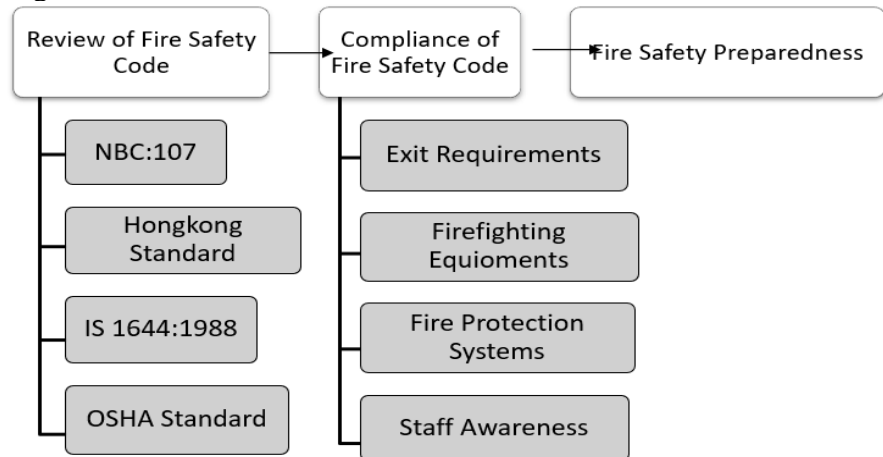 Review of Fire Safety
Code
Compliance of
Fire Safety Code
Fire Safety Preparedness
NBC:107
Hongkong
Standard
IS 1644:1988
OSHA Standard
Exit Requirements
Firefighting
Equioments
Fire Protection
Systems
Staff Awareness